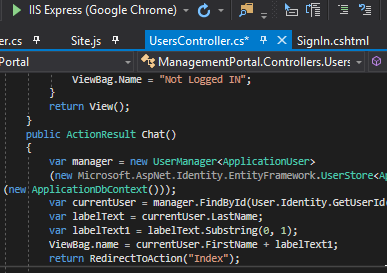 IIS Express (Google Chrome)
er.cs Site.js UsersController.cs* SignIn.cshtml
Portal ManagementPortal.Controllers.Users
ViewBag.Name = "Not Logged IN";
}
return View();
}
public ActionResult Chat()
{
var manager = new UserManager<ApplicationUser>
(new Microsoft.AspNet.Identity.EntityFramework.UserStore<Ap
(new ApplicationDbContext()));
var currentUser = manager.FindById(User.Identity.GetUserId
var labelText = currentUser.LastName;
var labelText1 = labelText.Substring(0, 1);
ViewBag.name = currentUser.FirstName + labelText1;
return RedirectToAction("Index");